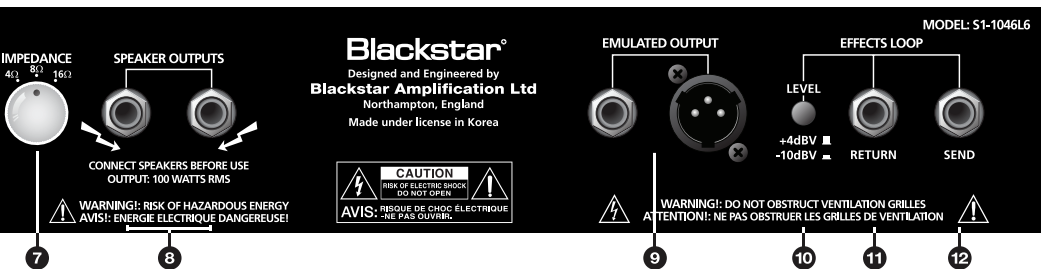 MODEL: S1-1046L6
IMPEDANCE
4Ω 8Ω 16Ω
SPEAKER OUTPUTS
CONNECT SPEAKERS BEFORE USE
OUTPUT: 100 WATTS RMS
WARNING!: RISK OF HAZARDOUS ENERGY
AVIS!: ENERGIE ELECTRIQUE DANGEREUSE!
Blackstar®
Designed and Engineered by
Blackstar Amplification Ltd
Northampton, England
Made under license in Korea
CAUTION
RISK OF ELECTRIC SHOCK
DO NOT OPEN
AVIS: RISQUE DE CHOC ÉLECTRIQUE
-NE PAS OUVRIR.
EMULATED OUTPUT
EFFECTS LOOP
LEVEL
+4dBV
-10dBV
RETURN
SEND
WARNING!: DO NOT OBSTRUCT VENTILATION GRILLES
ATTENTION!: NE PAS OBSTRUER LES GRILLES DE VENTILATION
7 8 9 10 11 12